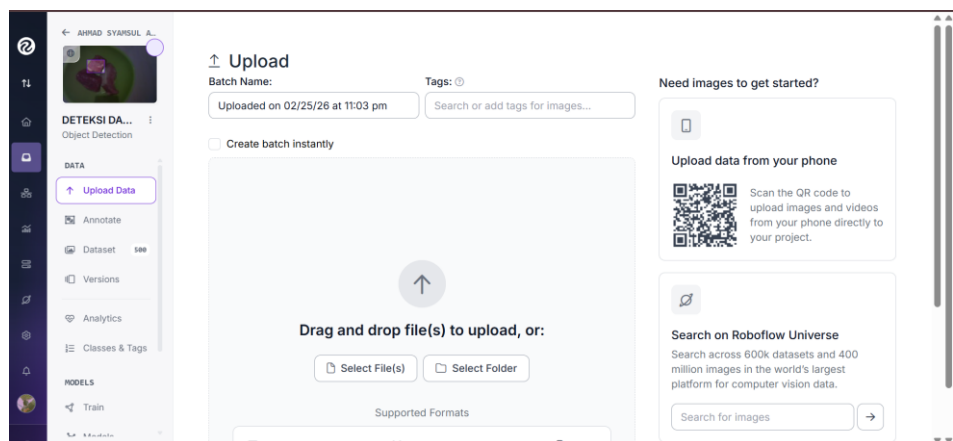 ← AHMAD SYAMSUL A…
DETEKSI DA...
Object Detection
DATA
Upload Data
Annotate
Dataset 500
Versions
Analytics
Classes & Tags
MODELS
Train
Models
Upload
Batch Name:
Tags:
Uploaded on 02/25/26 at 11:03 pm
Search or add tags for images...
Create batch instantly
Drag and drop file(s) to upload, or:
Select File(s)
Select Folder
Supported Formats
Need images to get started?
Upload data from your phone
Scan the QR code to
upload images and videos
from your phone directly to
your project.
Search on Roboflow Universe
Search across 600k datasets and 400
million images in the world's largest
platform for computer vision data.
Search for images
→